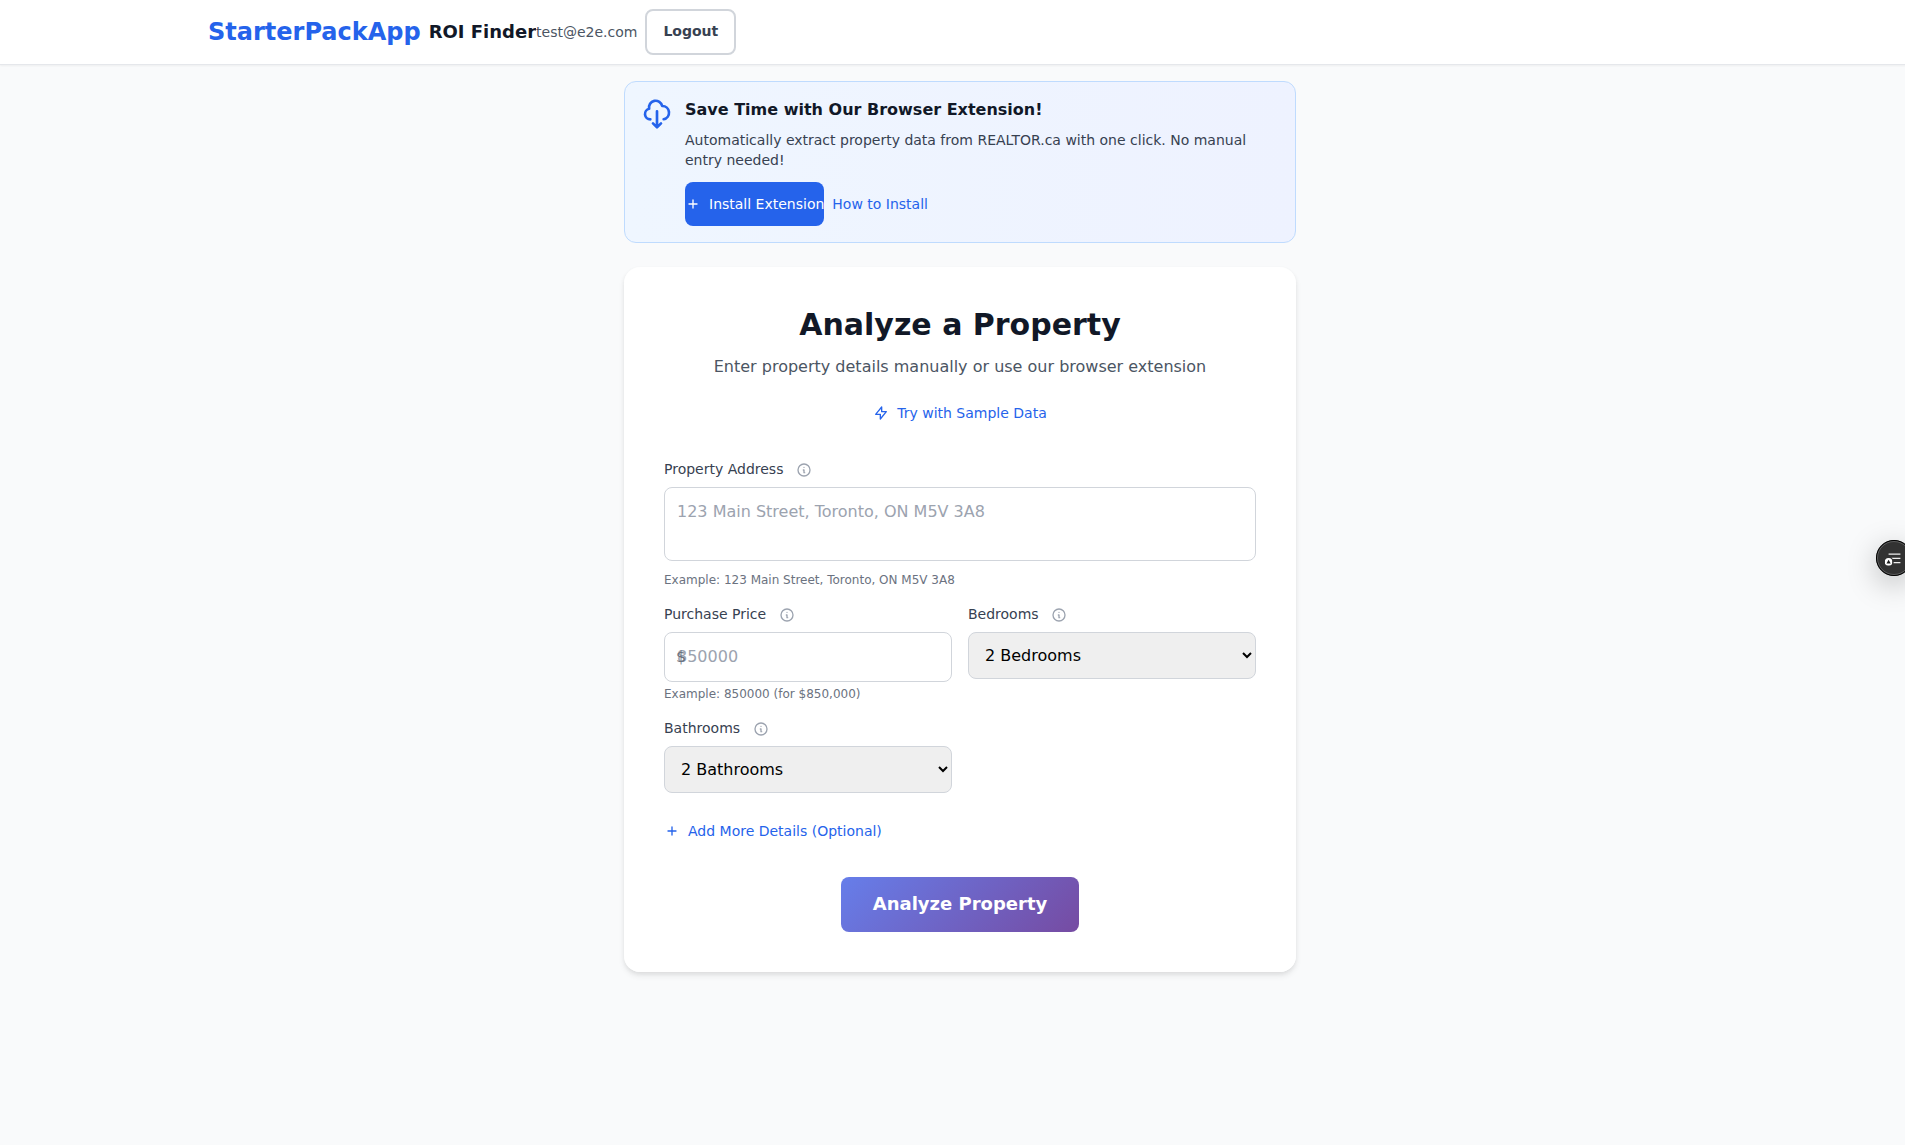 StarterPackApp ROI Finder test@e2e.com Logout
Save Time with Our Browser Extension!
Automatically extract property data from REALTOR.ca with one click. No manual
entry needed!
+ Install Extension How to Install
Analyze a Property
Enter property details manually or use our browser extension
Try with Sample Data
Property Address
123 Main Street, Toronto, ON M5V 3A8
Example: 123 Main Street, Toronto, ON M5V 3A8
Purchase Price Bedrooms
$ 850000 2 Bedrooms
Example: 850000 (for $850,000)
Bathrooms
2 Bathrooms
+ Add More Details (Optional)
Analyze Property